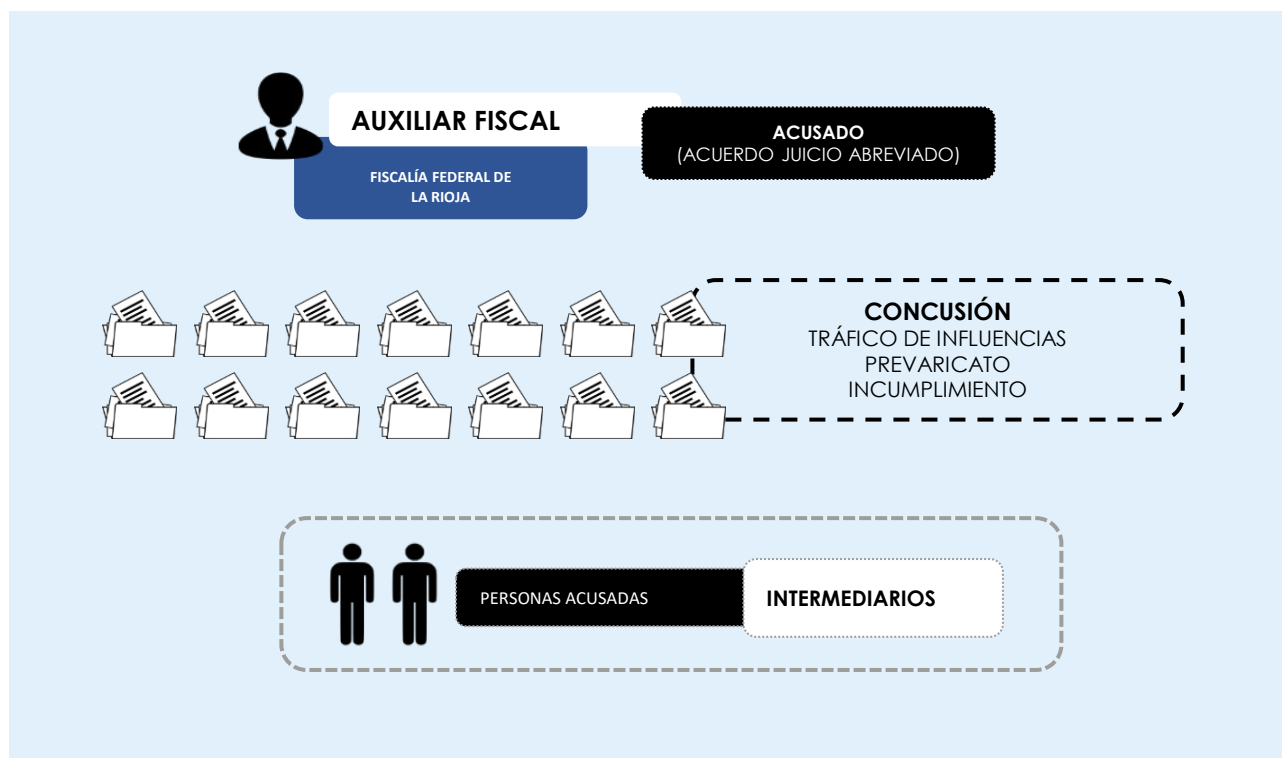 AUXILIAR FISCAL
ACUSADO
(ACUERDO JUICIO ABREVIADO)
FISCALÍA FEDERAL DE
LA RIOJA
CONCUSIÓN
TRÁFICO DE INFLUENCIAS
PREVARICATO
INCUMPLIMIENTO
PERSONAS ACUSADAS
INTERMEDIARIOS